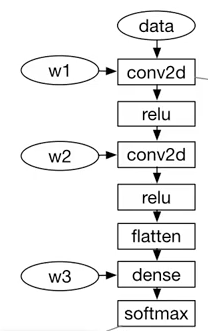 data
w1
conv2d
relu
w2
conv2d
relu
flatten
w3
dense
softmax